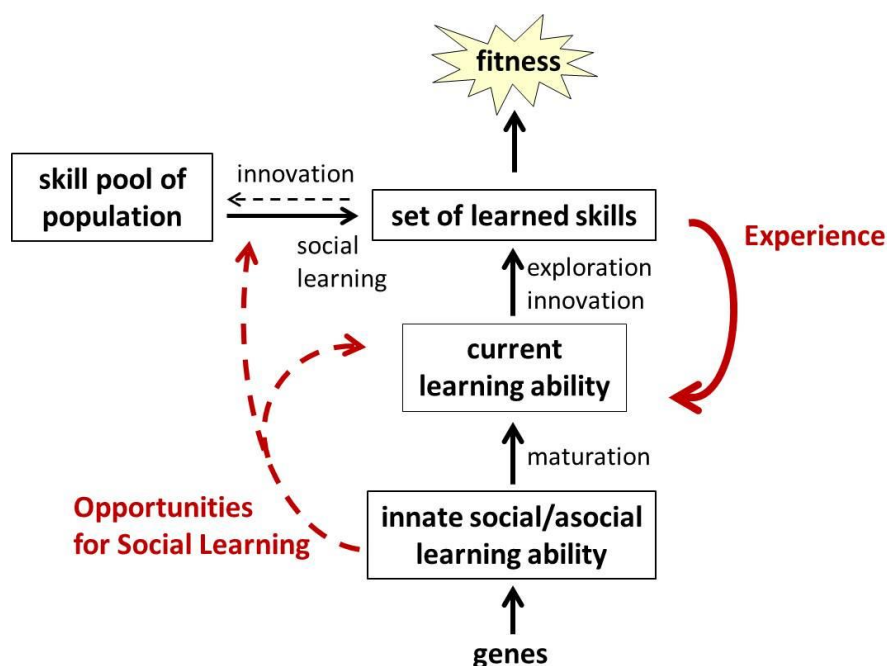 fitness
skill pool of
population
innovation
social
learning
set of learned skills
Experience
exploration
innovation
current
learning ability
maturation
Opportunities
for Social Learning
innate social/asocial
learning ability
genes